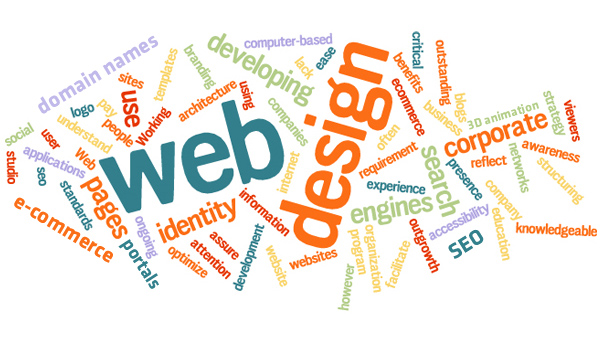 domain names
logo
social
user
studio
seo
applications
understand
pay
people
Web
sites
use
templates
Working
branding
architecture
developing
computer-based
lack
ease
using
companies
web
design
internet
pages
standards
e-commerce
portals
ongoing
identity
optimize
assure
attention
information
development
website
websites
critical
benefits
outstanding
ecommerce
business
blogs
often
requirement
experience
search
engines
3D animation
corporate
strategy
viewers
awareness
reflect
networks
structuring
presence
company
accessibility
education
SEO
knowledgeable
outgrowth
facilitate
organization
program
however